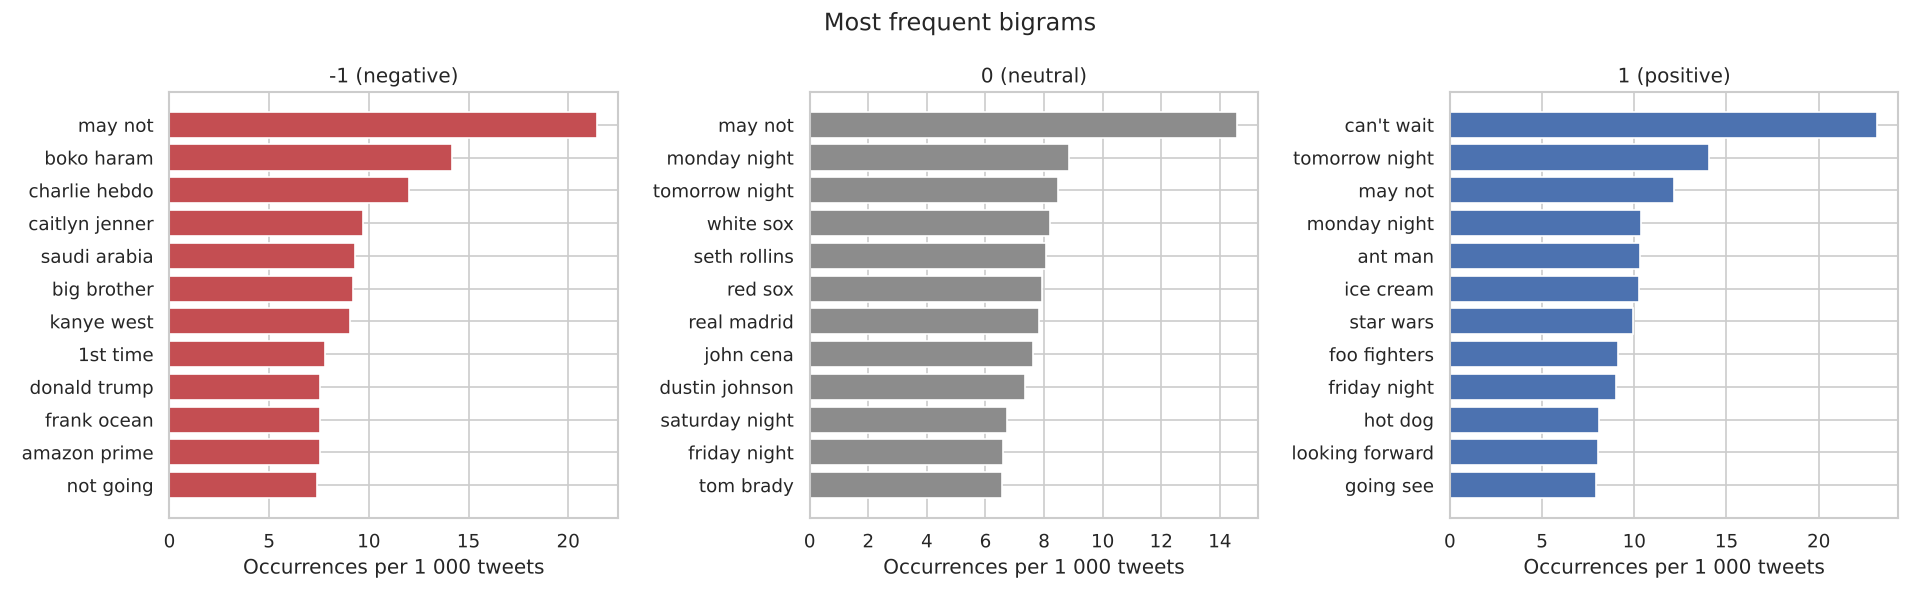 Most frequent bigrams
-1 (negative)
may not
boko haram
charlie hebdo
caitlyn jenner
saudi arabia
big brother
kanye west
1st time
donald trump
frank ocean
amazon prime
not going
0 5 10 15 20
Occurrences per 1 000 tweets
0 (neutral)
may not
monday night
tomorrow night
white sox
seth rollins
red sox
real madrid
john cena
dustin johnson
saturday night
friday night
tom brady
0 2 4 6 8 10 12 14
Occurrences per 1 000 tweets
1 (positive)
can't wait
tomorrow night
may not
monday night
ant man
ice cream
star wars
foo fighters
friday night
hot dog
looking forward
going see
0 5 10 15 20
Occurrences per 1 000 tweets